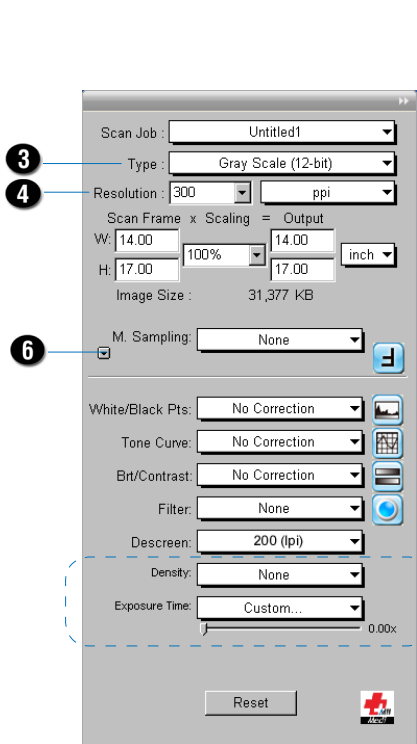 Scan Job : Untitled1
3 Type : Gray Scale (12-bit)
4 Resolution : 300 ppi
Scan Frame x Scaling = Output
W: 14.00 100% 14.00 inch
H: 17.00 17.00
Image Size : 31,377 KB
6 M. Sampling: None
White/Black Pts: No Correction
Tone Curve: No Correction
Brt/Contrast: No Correction
Filter: None
Descreen: 200 (lpi)
Density: None
Exposure Time: Custom...
0.00x
Reset
Medi